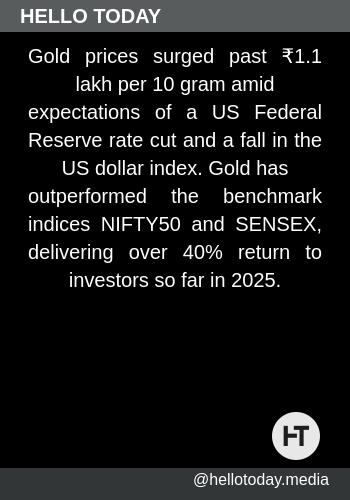 HELLO TODAY
Gold prices surged past ₹1.1
lakh per 10 gram amid
expectations of a US Federal
Reserve rate cut and a fall in the
US dollar index. Gold has
outperformed the benchmark
indices NIFTY50 and SENSEX,
delivering over 40% return to
investors so far in 2025.
HT
@hellotoday.media